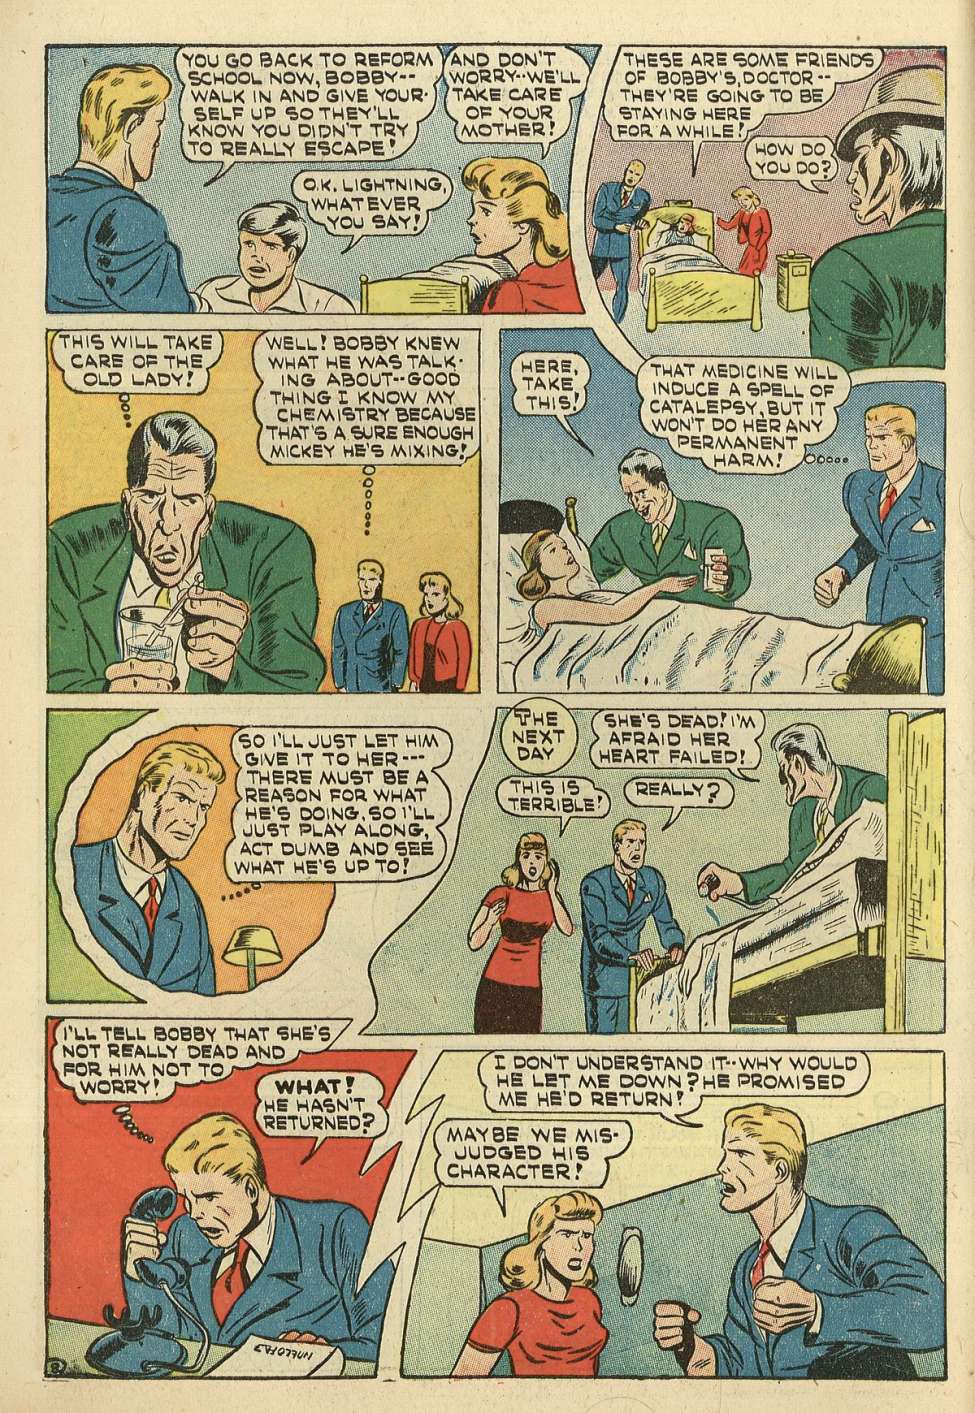 YOU GO BACK TO REFORM
SCHOOL NOW, BOBBY--
WALK IN AND GIVE YOUR-
SELF UP SO THEY'LL
KNOW YOU DIDN'T TRY
TO REALLY ESCAPE!
AND DON'T
WORRY--WE'LL
TAKE CARE
OF YOUR
MOTHER!
O.K. LIGHTNING,
WHATEVER
YOU SAY!
THESE ARE SOME FRIENDS
OF BOBBY'S, DOCTOR--
THEY'RE GOING TO BE
STAYING HERE
FOR A WHILE!
HOW DO
YOU DO?
THIS WILL TAKE
CARE OF THE
OLD LADY!
WELL! BOBBY KNEW
WHAT HE WAS TALK-
ING ABOUT--GOOD
THING I KNOW MY
CHEMISTRY BECAUSE
THAT'S A SURE ENOUGH
MICKEY HE'S MIXING!
HERE,
TAKE
THIS!
THAT MEDICINE WILL
INDUCE A SPELL OF
CATALEPSY, BUT IT
WON'T DO HER ANY
PERMANENT
HARM!
SO I'LL JUST LET HIM
GIVE IT TO HER---
THERE MUST BE A
REASON FOR WHAT
HE'S DOING, SO I'LL
JUST PLAY ALONG,
ACT DUMB AND SEE
WHAT HE'S UP TO!
THE
NEXT
DAY
THIS IS
TERRIBLE!
SHE'S DEAD! I'M
AFRAID HER
HEART FAILED!
REALLY?
I'LL TELL BOBBY THAT SHE'S
NOT REALLY DEAD AND
FOR HIM NOT TO
WORRY!
WHAT!
HE HASN'T
RETURNED?
8
I DON'T UNDERSTAND IT--WHY WOULD
HE LET ME DOWN? HE PROMISED
ME HE'D RETURN!
MAYBE WE MIS-
JUDGED HIS
CHARACTER!